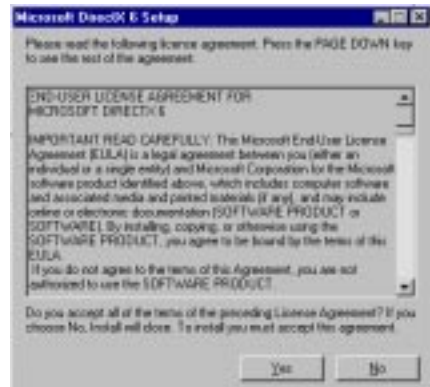 Microsoft DirectX 6 Setup
Please read the following license agreement. Press the PAGE DOWN key
to see the rest of the agreement.
END-USER LICENSE AGREEMENT FOR
MICROSOFT DIRECTX 6
IMPORTANT READ CAREFULLY: This Microsoft End-User License
Agreement (EULA) is a legal agreement between you (either an
individual or a single entity) and Microsoft Corporation for the Microsoft
software product identified above, which includes computer software
and associated media and printed materials (if any), and may include
online or electronic documentation (SOFTWARE PRODUCT or
SOFTWARE). By installing, copying, or otherwise using the
SOFTWARE PRODUCT, you agree to be bound by the terms of this
EULA.
If you do not agree to the terms of this Agreement, you are not
authorized to use the SOFTWARE PRODUCT.
Do you accept all of the terms of the preceding License Agreement? If you
choose No, Install will close. To install you must accept this agreement.
Yes
No